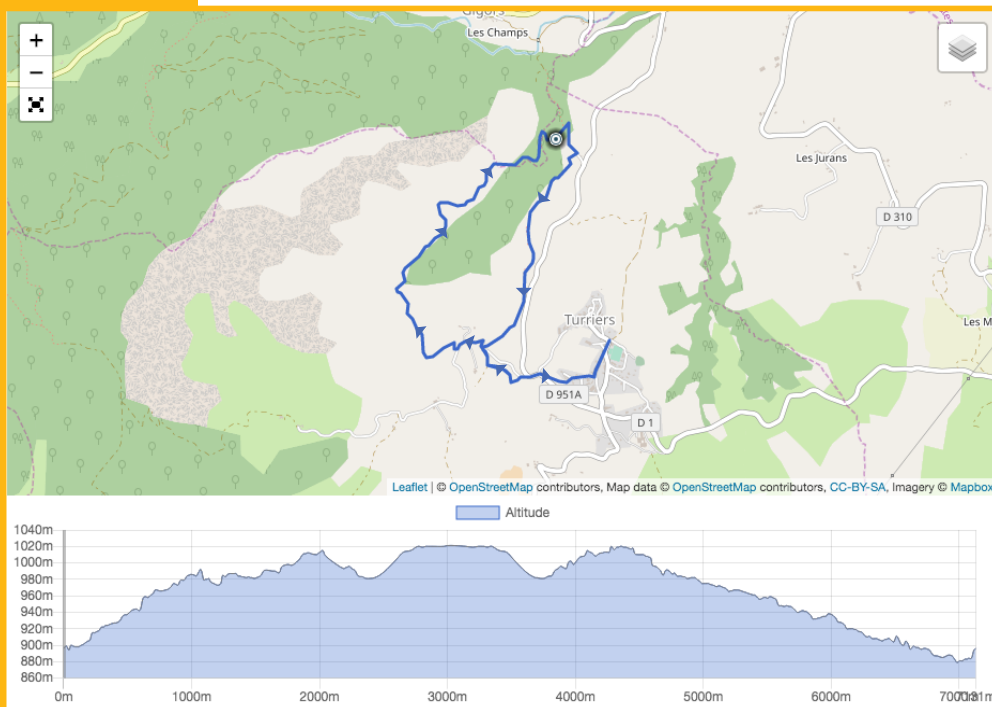 Gigors
Les Champs
+
−
Les Jurans
D 310
Turriers
Les M
D 951A
D 1
Leaflet | © OpenStreetMap contributors, Map data © OpenStreetMap contributors, CC-BY-SA, Imagery © Mapbox
Altitude
1040m
1020m
1000m
980m
960m
940m
920m
900m
880m
860m
0m 1000m 2000m 3000m 4000m 5000m 6000m 7000m